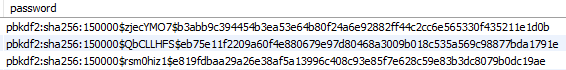 password
pbkdf2:sha256:150000$zjecYMO7$b3abb9c394454b3ea53e64b80f24a6e92882ff44c2cc6e565330f435211e1d0b
pbkdf2:sha256:150000$QbCLLHFS$eb75e11f2209a60f4e880679e97d80468a3009b018c535a569c98877bda1791e
pbkdf2:sha256:150000$rsm0hiz1$e819fdbaa29a26e38af5a13996c408c93e85f7e628c59e83b3dc8079b0dc19ae